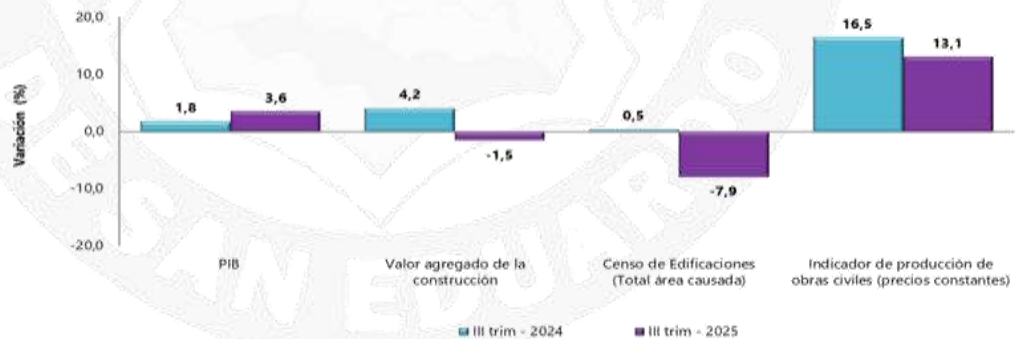 Variación (%)
20,0
10,0
0,0
-10,0
-20,0
1,8
3,6
4,2
-1,5
0,5
-7,9
16,5
13,1
PIB
Valor agregado de la
construcción
Censo de Edificaciones
(Total área causada)
Indicador de producción de
obras civiles (precios constantes)
III trim - 2024
III trim - 2025
SAN EDUARDO